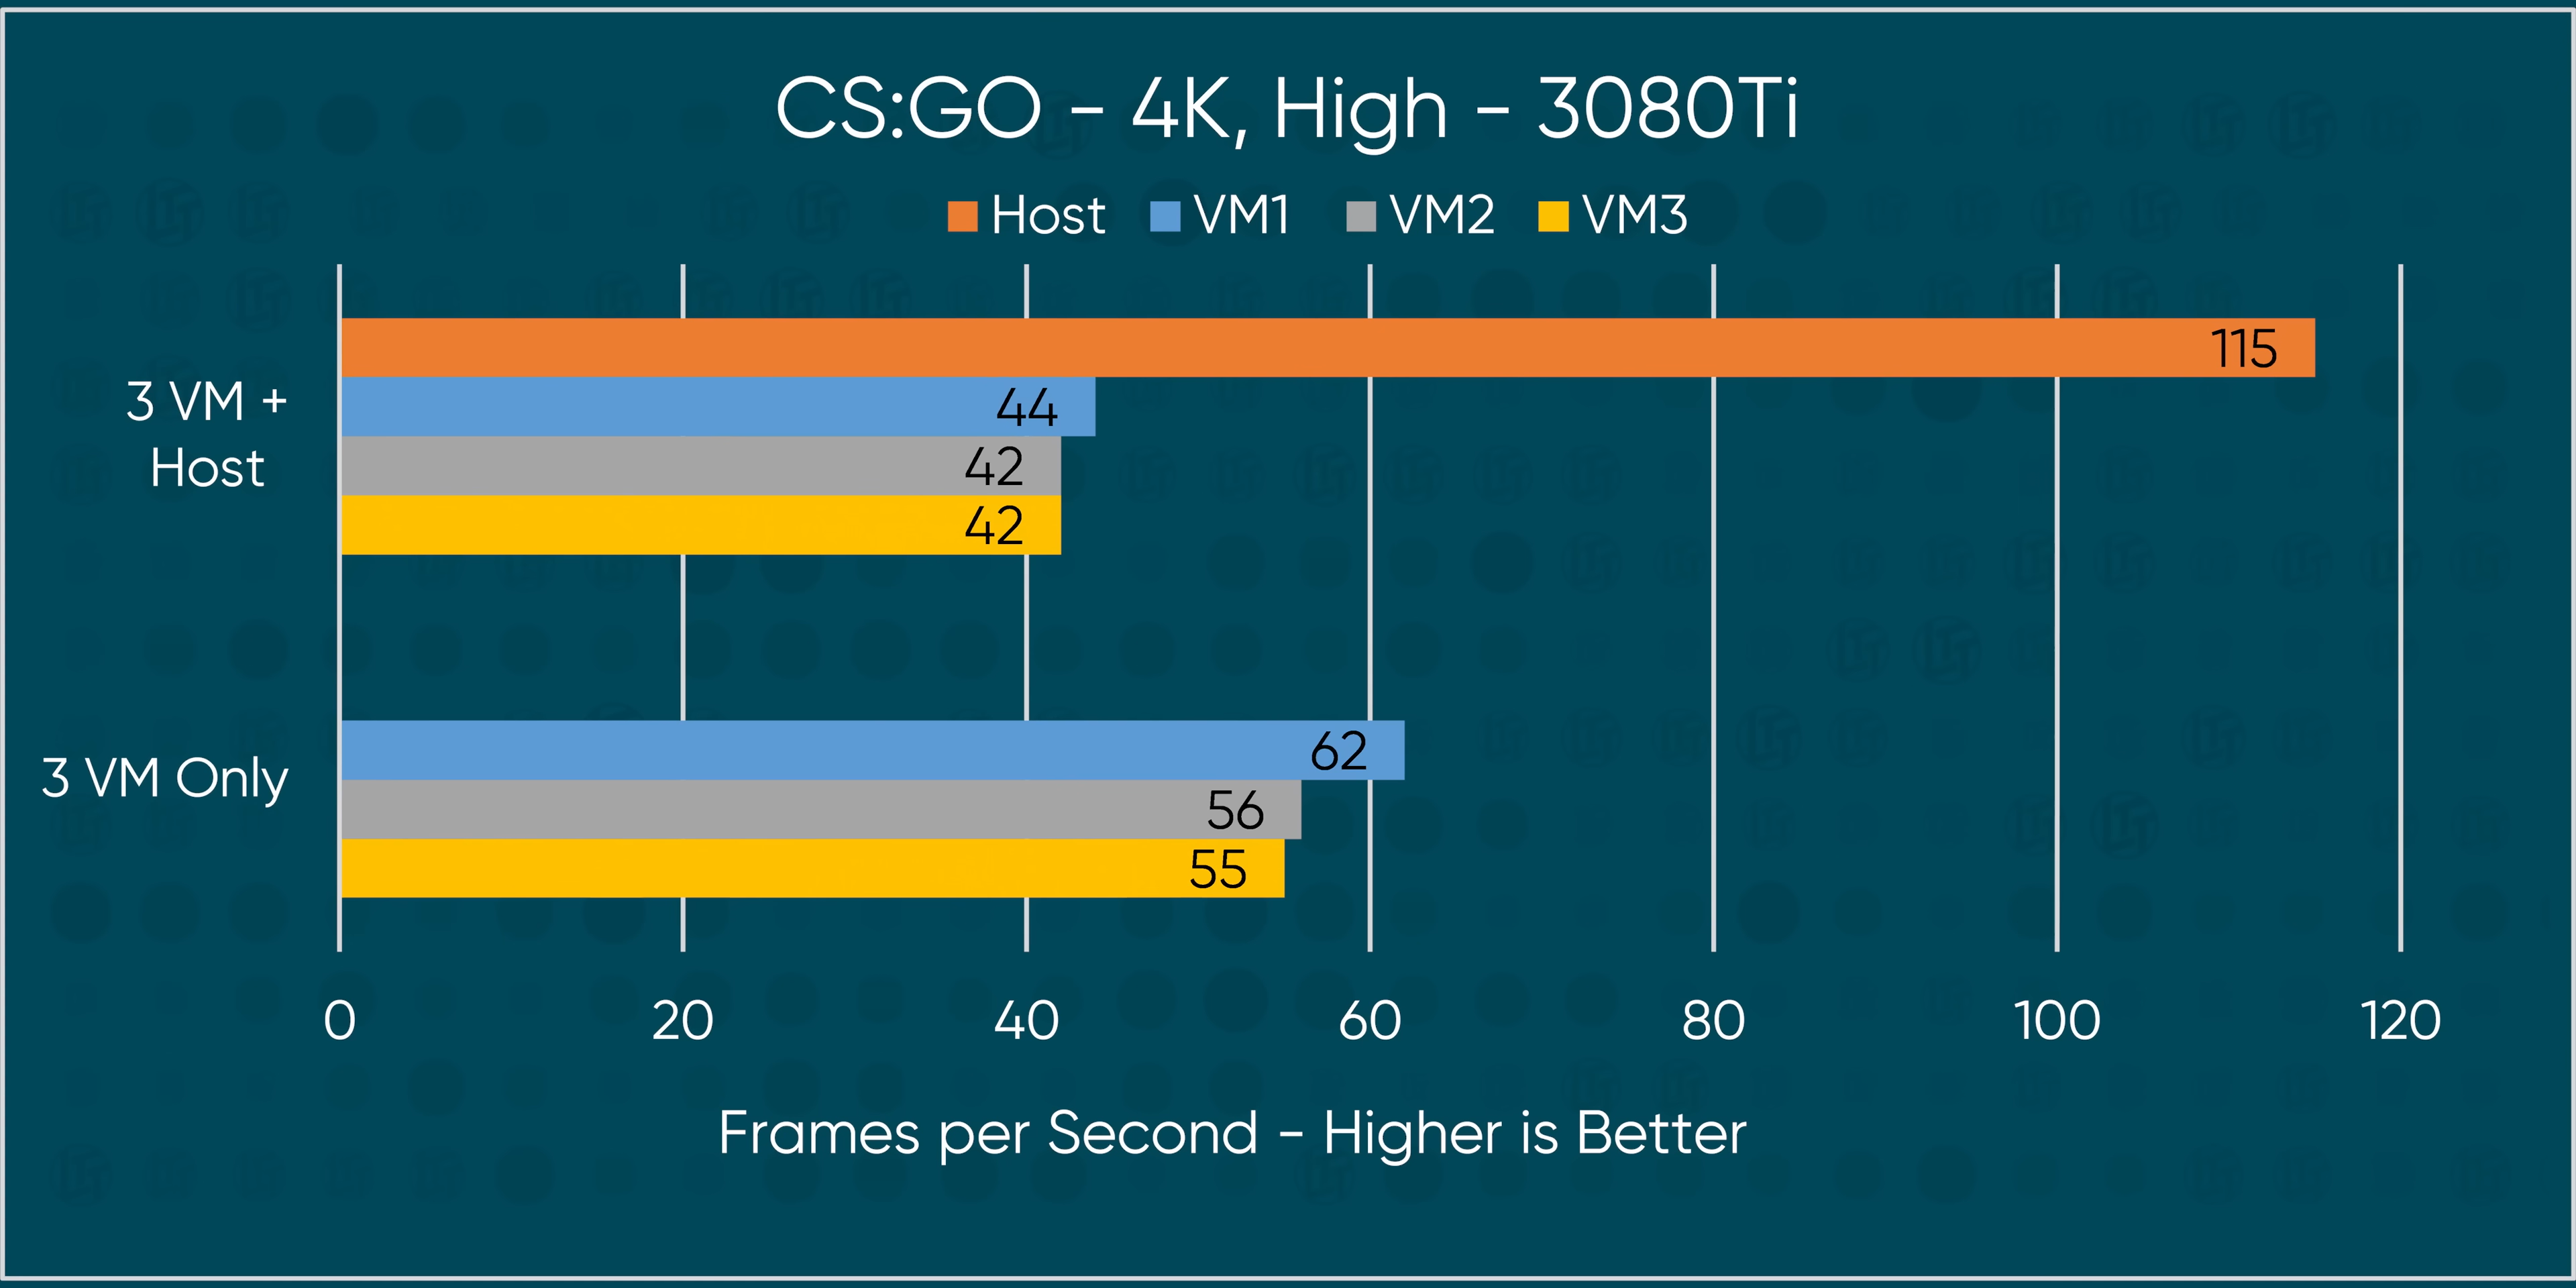 CS:GO - 4K, High - 3080Ti
Host VM1 VM2 VM3
3 VM +
Host
115
44
42
42
3 VM Only
62
56
55
0 20 40 60 80 100 120
Frames per Second - Higher is Better